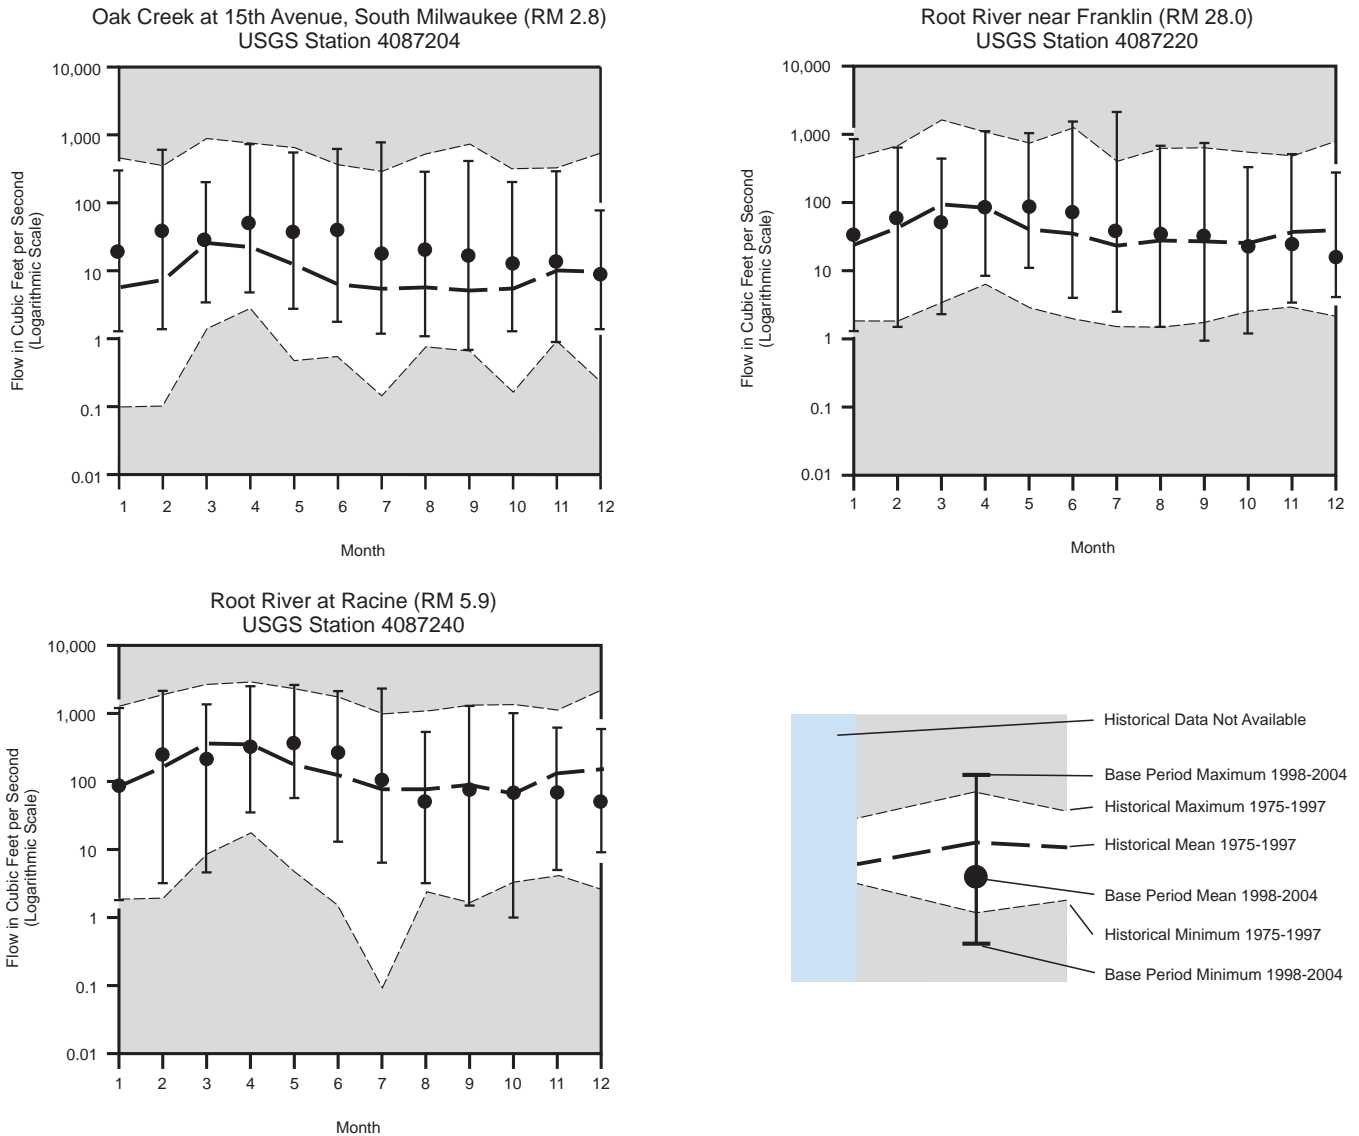 Oak Creek at 15th Avenue, South Milwaukee (RM 2.8)
USGS Station 4087204
10,000
1,000
100
10
1
0.1
0.01
Flow in Cubic Feet per Second
(Logarithmic Scale)
1 2 3 4 5 6 7 8 9 10 11 12
Month
Root River near Franklin (RM 28.0)
USGS Station 4087220
10,000
1,000
100
10
1
0.1
0.01
Flow in Cubic Feet per Second
(Logarithmic Scale)
1 2 3 4 5 6 7 8 9 10 11 12
Month
Root River at Racine (RM 5.9)
USGS Station 4087240
10,000
1,000
100
10
1
0.1
0.01
Flow in Cubic Feet per Second
(Logarithmic Scale)
1 2 3 4 5 6 7 8 9 10 11 12
Month
Historical Data Not Available
Base Period Maximum 1998-2004
Historical Maximum 1975-1997
Historical Mean 1975-1997
Base Period Mean 1998-2004
Historical Minimum 1975-1997
Base Period Minimum 1998-2004